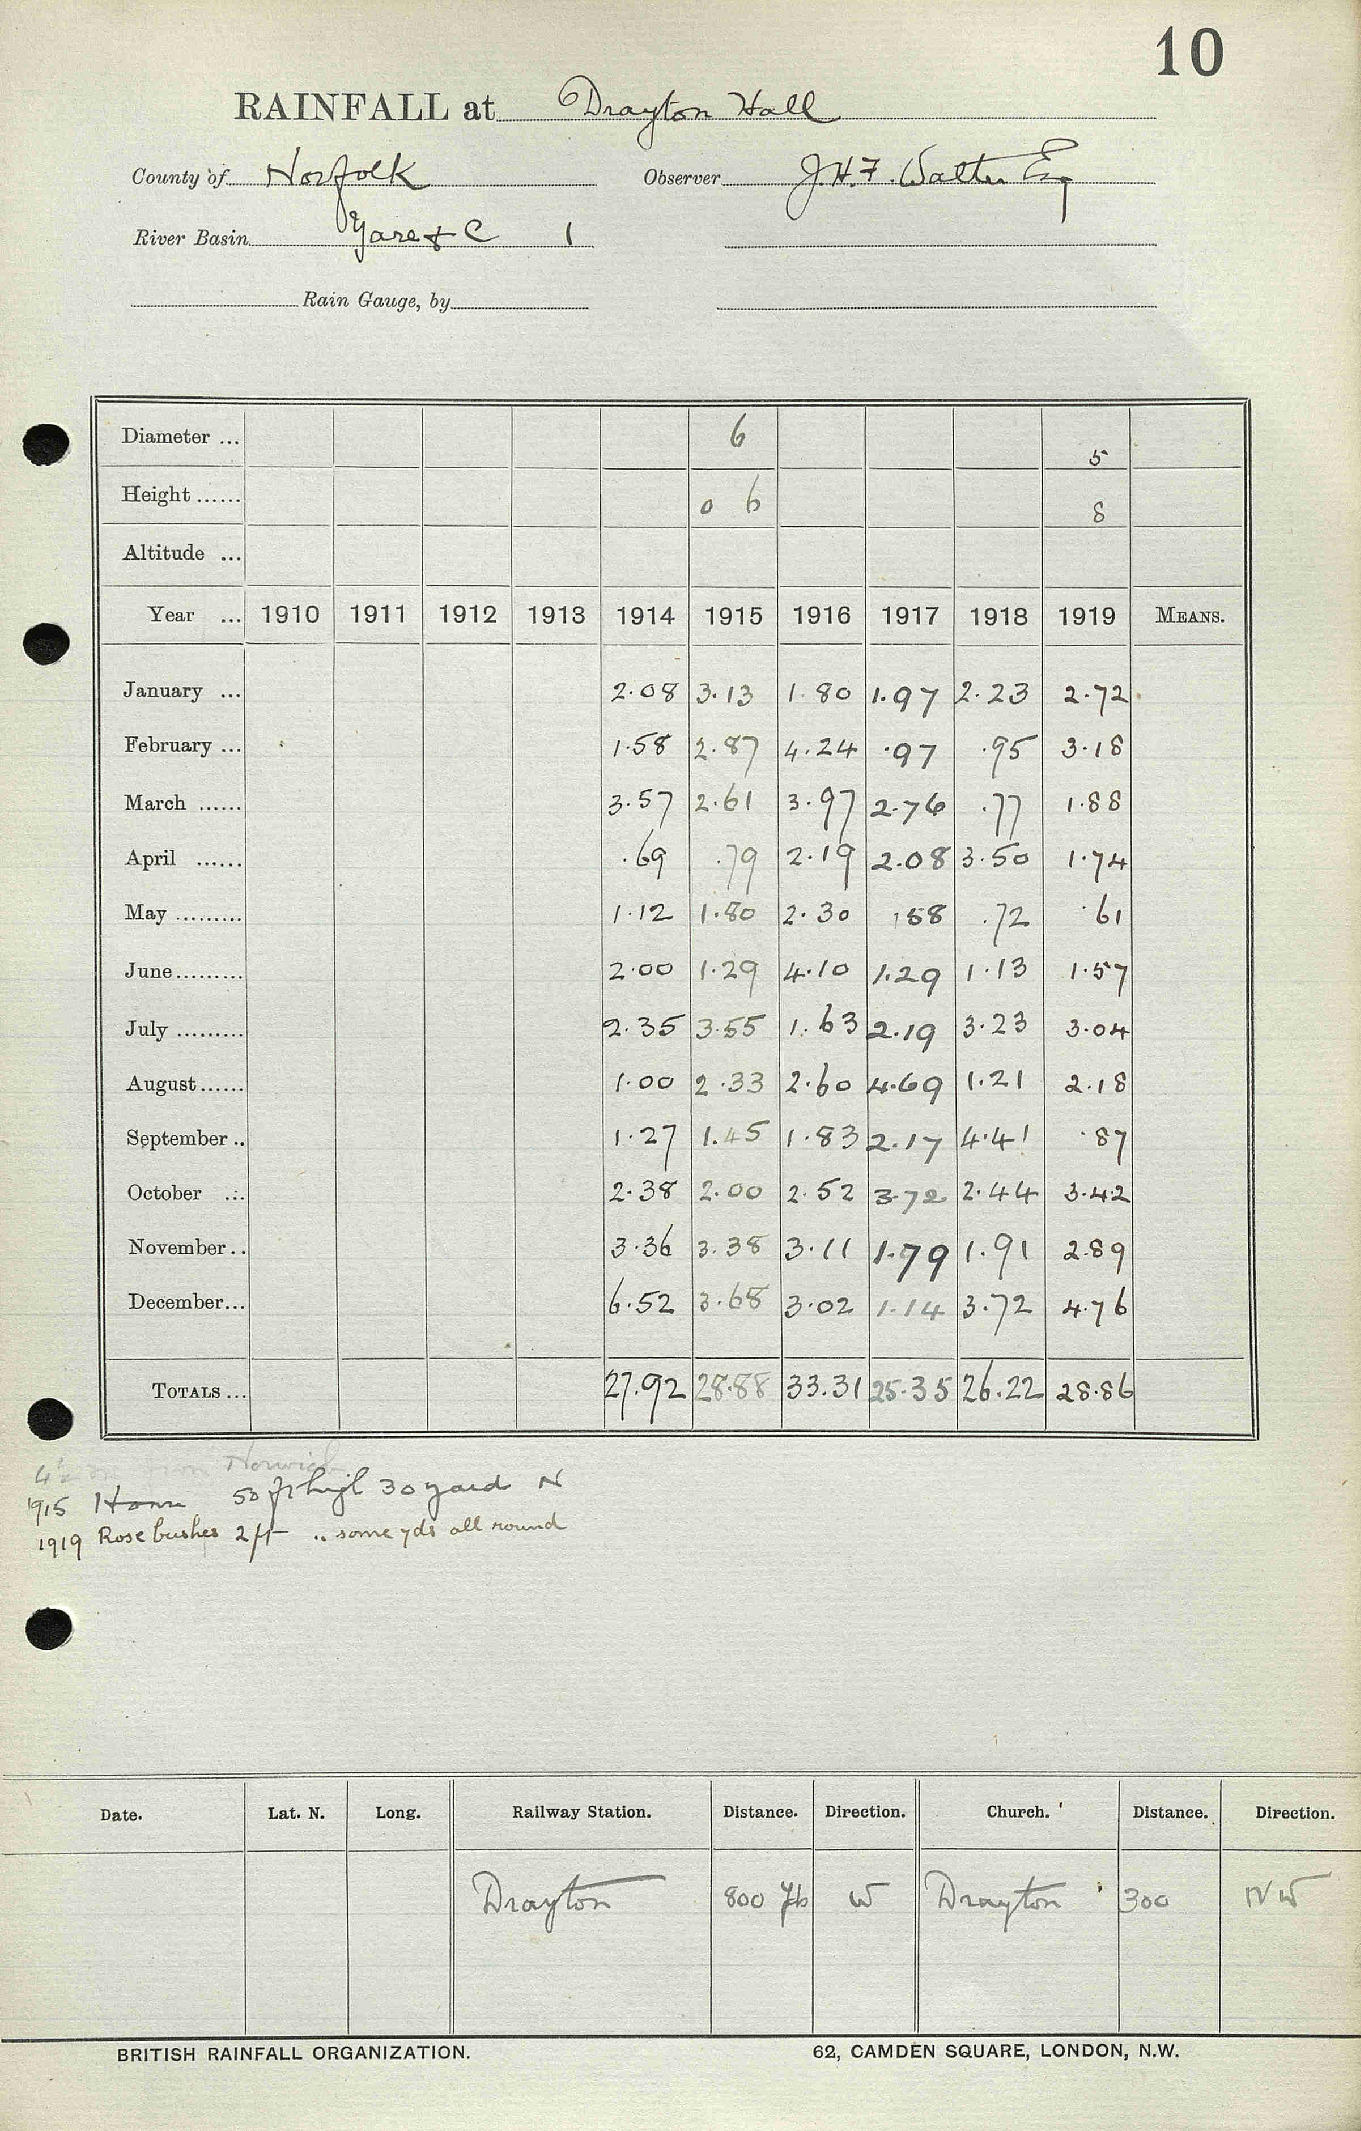 10
RAINFALL at Drayton Hall
County of Norfolk Observer J.H.F. Walter Esq
River Basin Yare & C 1
Rain Gauge, by
Diameter ... 6 5
Height ...... 0 6 8
Altitude ...
Year ... 1910 1911 1912 1913 1914 1915 1916 1917 1918 1919 MEANS.
January ... 2.08 3.13 1.80 1.97 2.23 2.72
February ... 1.58 2.87 4.24 .97 .95 3.18
March ...... 3.57 2.61 3.97 2.76 .77 1.88
April ...... .69 .79 2.19 2.08 3.50 1.74
May ......... 1.12 1.80 2.30 .58 .72 .61
June ......... 2.00 1.29 4.10 1.29 1.13 1.57
July ......... 2.35 3.55 1.63 2.19 3.23 3.04
August ...... 1.00 2.33 2.60 4.69 1.21 2.18
September .. 1.27 1.45 1.83 2.17 4.41 .87
October ... 2.38 2.00 2.52 3.72 2.44 3.42
November .. 3.36 3.38 3.11 1.79 1.91 2.89
December ... 6.52 3.68 3.02 1.14 3.72 4.76
TOTALS ... 27.92 28.88 33.31 25.35 26.22 28.86
from Norwich
1915 50 ft high 30 yard N
1919 Rose bushes 2 ft .. some yds all round
Date. Lat. N. Long. Railway Station. Distance. Direction. Church. Distance. Direction.
Drayton 800 yds W Drayton 300 NW
BRITISH RAINFALL ORGANIZATION. 62, CAMDEN SQUARE, LONDON, N.W.